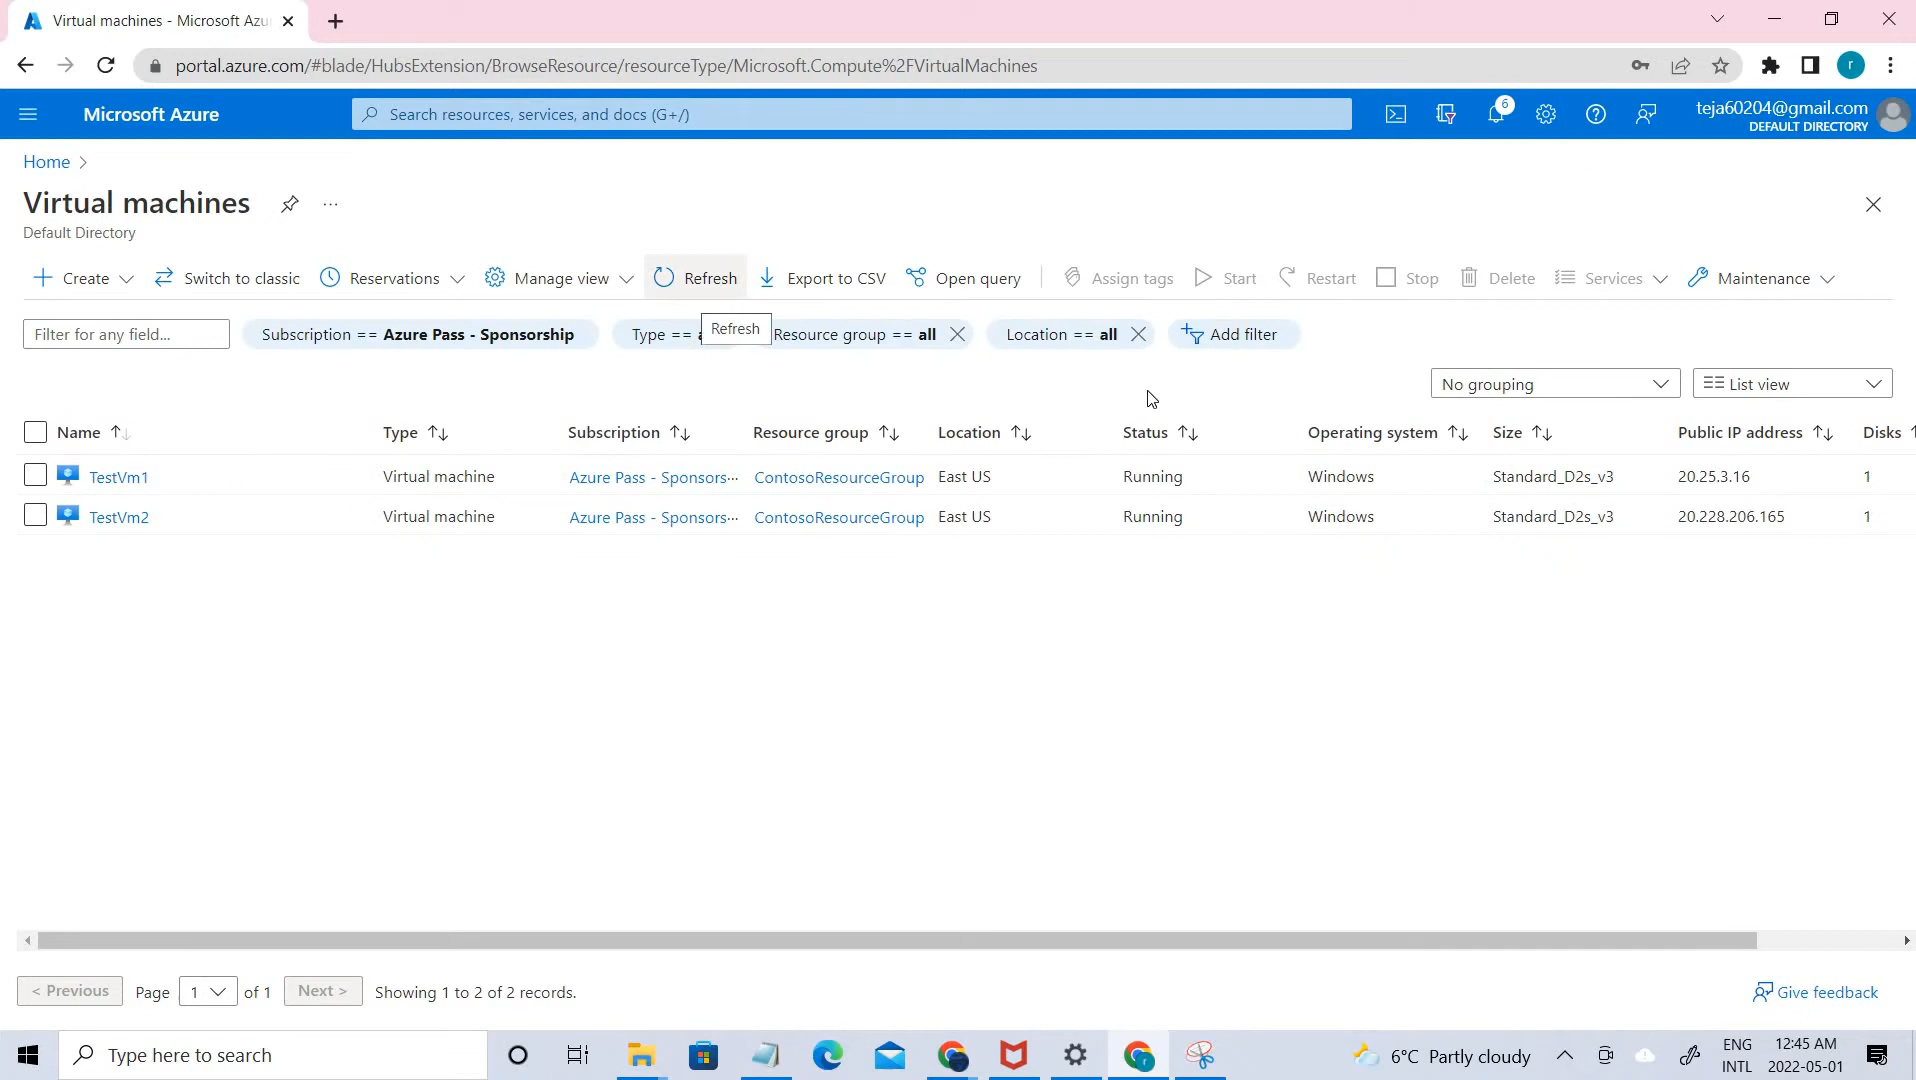 Virtual machines - Microsoft Azu
portal.azure.com/#blade/HubsExtension/BrowseResource/resourceType/Microsoft.Compute%2FVirtualMachines
Microsoft Azure
Search resources, services, and docs (G+/)
6
teja60204@gmail.com
DEFAULT DIRECTORY
Home >
Virtual machines ...
Default Directory
Create Switch to classic Reservations Manage view Refresh Export to CSV Open query Assign tags Start Restart Stop Delete Services Maintenance
Filter for any field... Subscription == Azure Pass - Sponsorship Type == Refresh Resource group == all Location == all Add filter
No grouping List view
Name Type Subscription Resource group Location Status Operating system Size Public IP address Disks
TestVm1 Virtual machine Azure Pass - Sponsors... ContosoResourceGroup East US Running Windows Standard_D2s_v3 20.25.3.16 1
TestVm2 Virtual machine Azure Pass - Sponsors... ContosoResourceGroup East US Running Windows Standard_D2s_v3 20.228.206.165 1
< Previous Page 1 of 1 Next > Showing 1 to 2 of 2 records. Give feedback
Type here to search 6°C Partly cloudy ENG 12:45 AM
INTL 2022-05-01